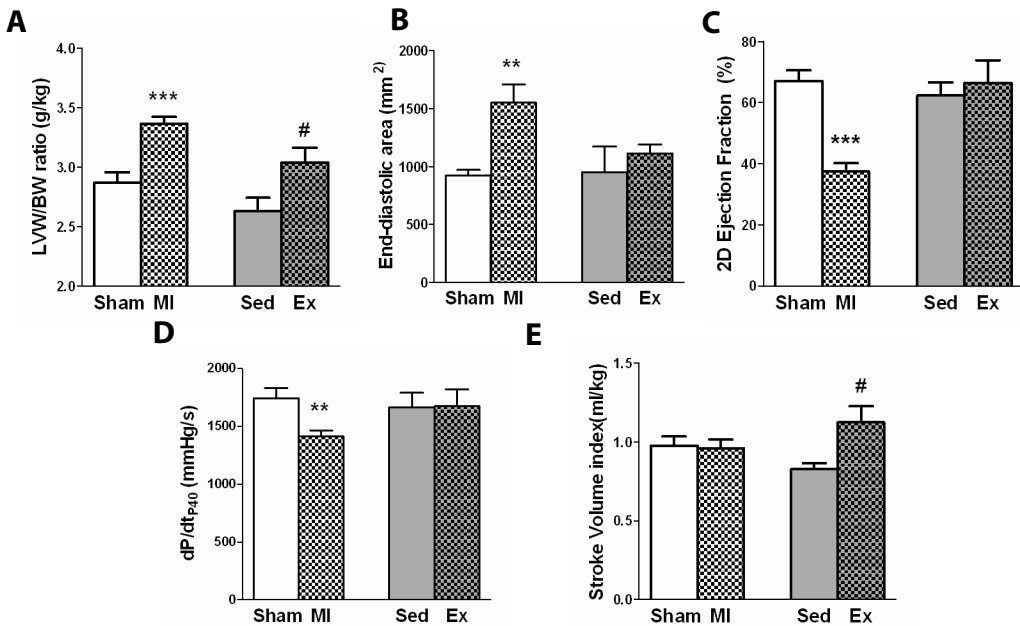 A
LVW/BW ratio (g/kg)
4.0
3.5
3.0
2.5
2.0
***
#
Sham MI Sed Ex
B
End-diastolic area (mm²)
2000
1500
1000
500
0
**
Sham MI Sed Ex
C
2D Ejection Fraction (%)
80
60
40
20
0
***
Sham MI Sed Ex
D
dP/dtP40 (mmHg/s)
2000
1500
1000
500
0
**
Sham MI Sed Ex
E
Stroke Volume index(ml/kg)
1.5
1.0
0.5
0.0
#
Sham MI Sed Ex